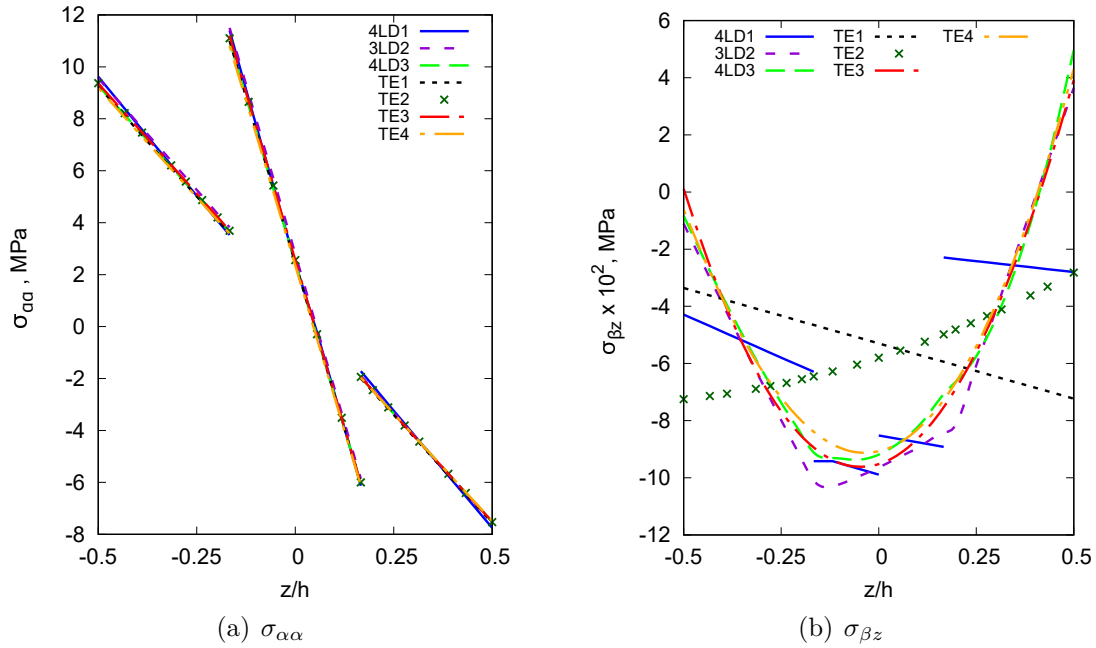 12
10
8
6
4
2
0
-2
-4
-6
-8
-0.5
-0.25
0
0.25
0.5
σαα , MPa
z/h
4LD1
3LD2
4LD3
TE1
TE2
TE3
TE4
(a) σαα
6
4
2
0
-2
-4
-6
-8
-10
-12
-0.5
-0.25
0
0.25
0.5
σβz x 10², MPa
z/h
4LD1
3LD2
4LD3
TE1
TE2
TE3
TE4
(b) σβz